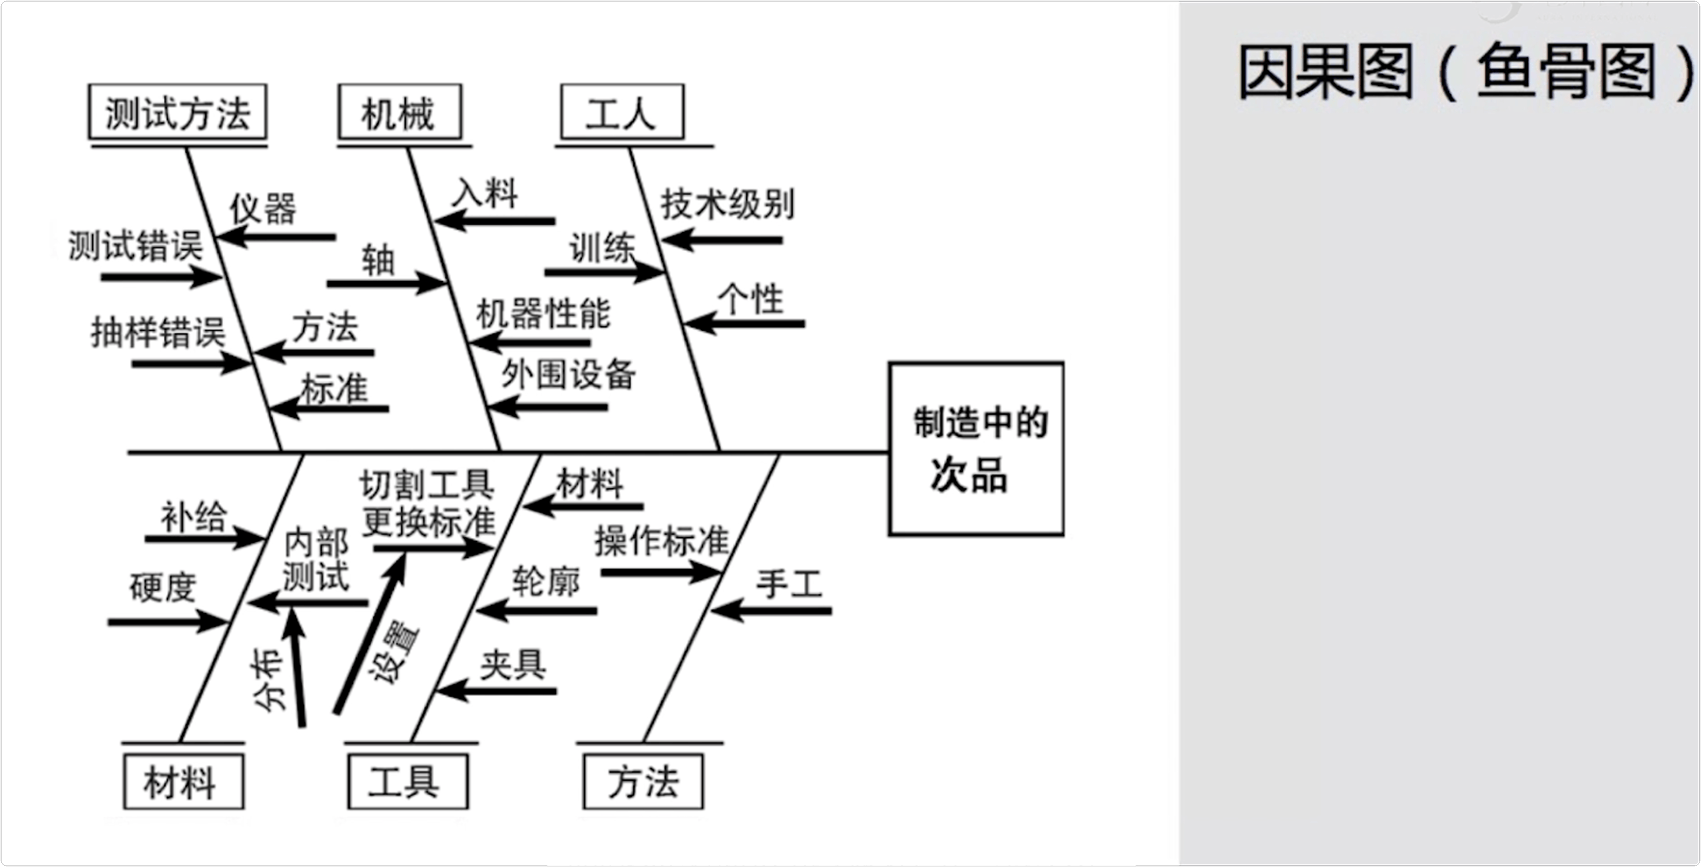 因果图（鱼骨图）
测试方法
机械
工人
仪器
测试错误
抽样错误
方法
标准
入料
轴
机器性能
外围设备
技术级别
训练
个性
制造中的
次品
补给
内部
测试
硬度
分布
切割工具
更换标准
设置
材料
轮廓
夹具
操作标准
手工
材料
工具
方法